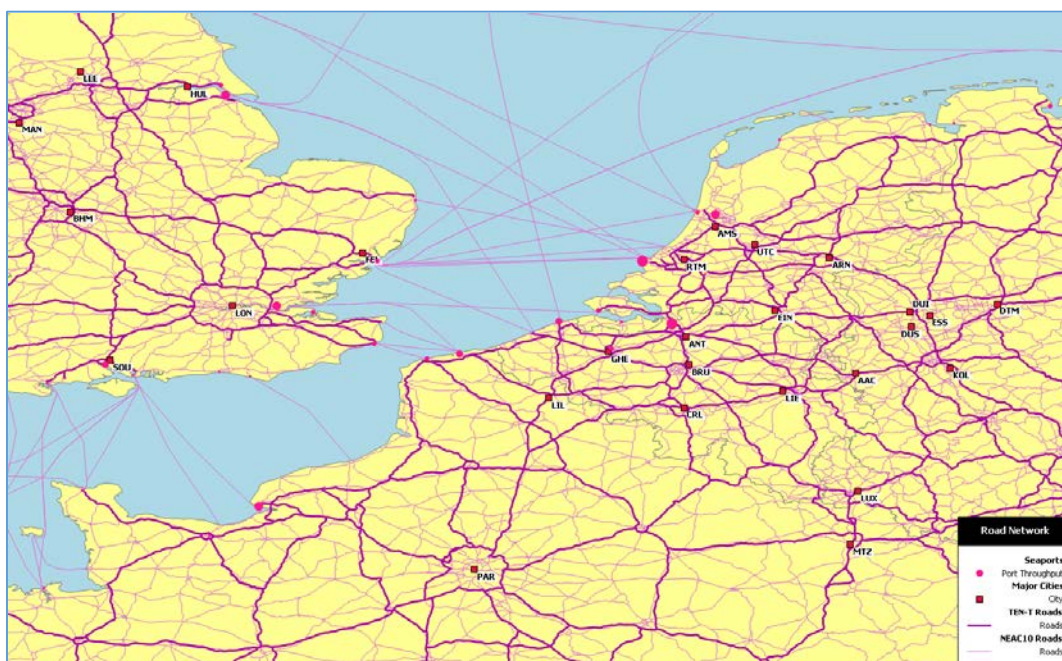 LEE
HUL
MAN
BHM
FEL
LON
SOU
AMS
UTC
RTM
ARN
EIN
DUI
ESS
DUS
DTM
ANT
GHE
BRU
AAC
KOL
LIL
LIE
CRL
LUX
MTZ
PAR
Road Network
Seaports
Port Throughput
Major Cities
City
TEN-T Roads
Roads
NEAC10 Roads
Roads